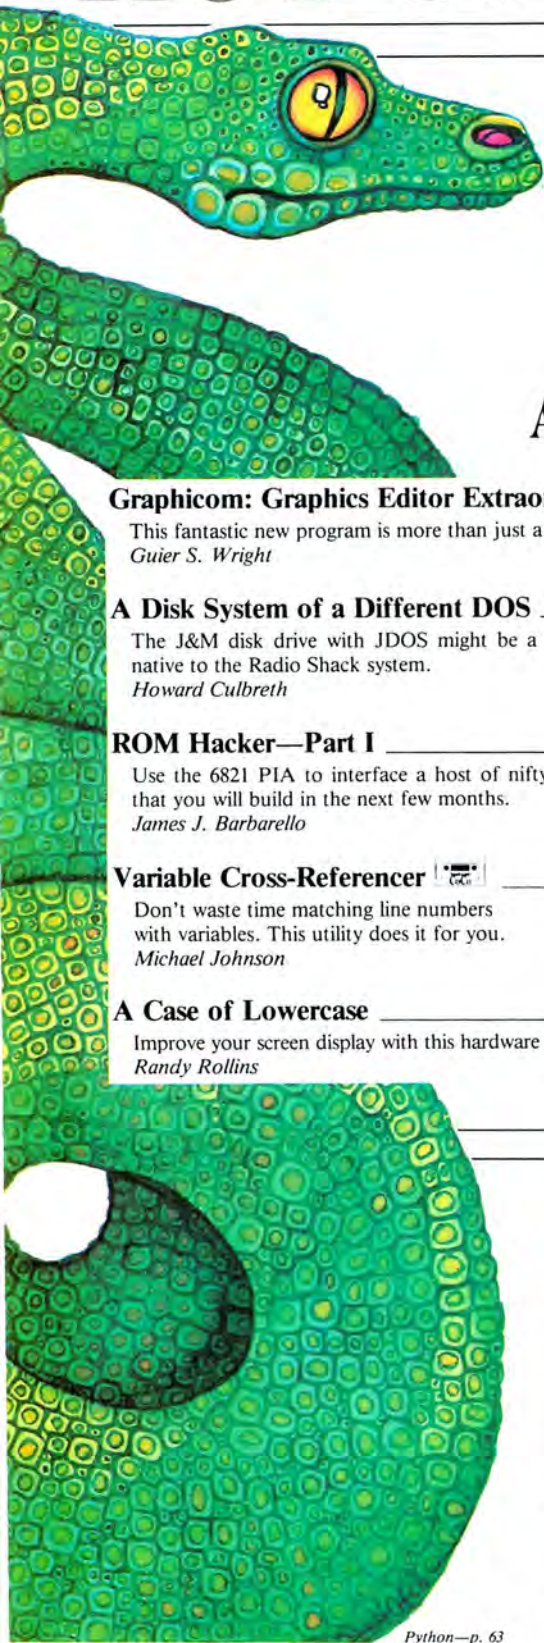 A
Graphicom: Graphics Editor
This fantastic new program is more than just a
Guier S. Wright
A Disk System of a Different DOS
The J&M disk drive with JDOS might be a
native to the Radio Shack system.
Howard Culbreth
ROM Hacker—Part I
Use the 6821 PIA to interface a host of nifty
that you will build in the next few months.
James J. Barbarello
Variable Cross-Referencer CoCo
Don't waste time matching line numbers
with variables. This utility does it for you.
Michael Johnson
A Case of Lowercase
Improve your screen display with this hardware
Randy Rollins
Python—p. 63